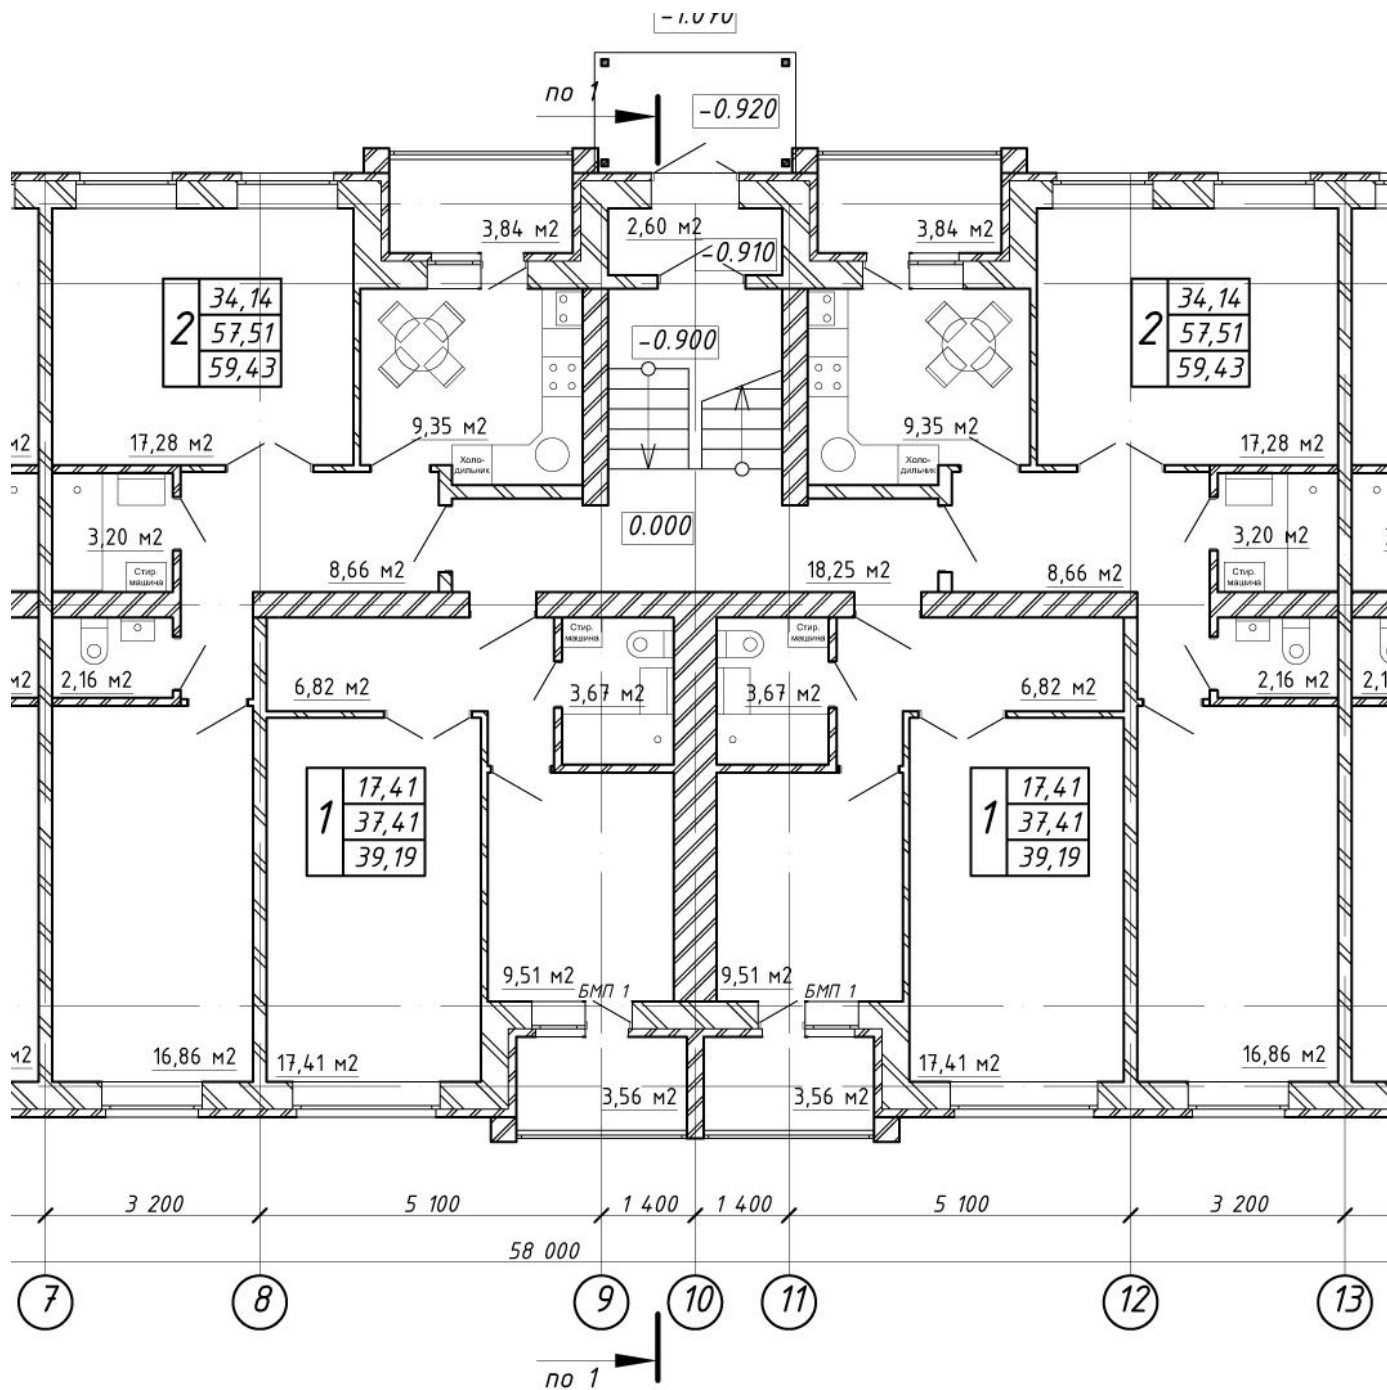 -1.070
по 1
-0.920
3,84 м2
2,60 м2
3,84 м2
-0.910
2
34,14
57,51
59,43
-0.900
2
34,14
57,51
59,43
м2
17,28 м2
9,35 м2
9,35 м2
17,28 м2
Холо-
дильник
Холо-
дильник
3,20 м2
0.000
3,20 м2
Стир.
машина
8,66 м2
18,25 м2
8,66 м2
Стир.
машина
Стир.
машина
Стир.
машина
м2
2,16 м2
6,82 м2
3,67 м2
3,67 м2
6,82 м2
2,16 м2
2,1
1
17,41
37,41
39,19
1
17,41
37,41
39,19
9,51 м2
БМП 1
9,51 м2
БМП 1
м2
16,86 м2
17,41 м2
17,41 м2
16,86 м2
3,56 м2
3,56 м2
3 200
5 100
1 400
1 400
5 100
3 200
58 000
7
8
9
10
11
12
13
по 1